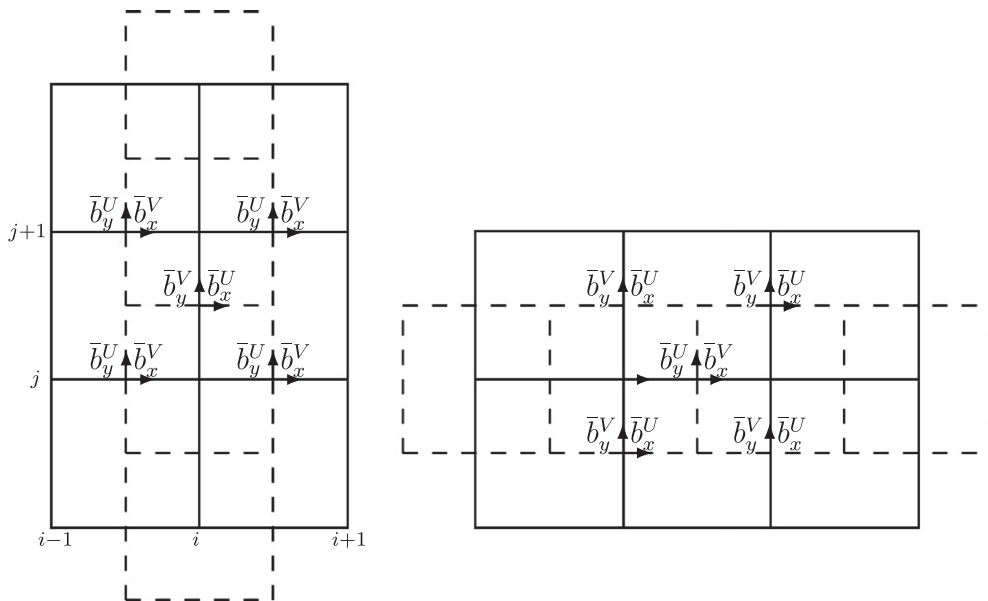 b̄_y^U b̄_x^V b̄_y^U b̄_x^V
j+1
b̄_y^V b̄_x^U
b̄_y^U b̄_x^V b̄_y^U b̄_x^V
j
i−1 i i+1
b̄_y^V b̄_x^U b̄_y^V b̄_x^U
b̄_y^U b̄_x^V
b̄_y^V b̄_x^U b̄_y^V b̄_x^U